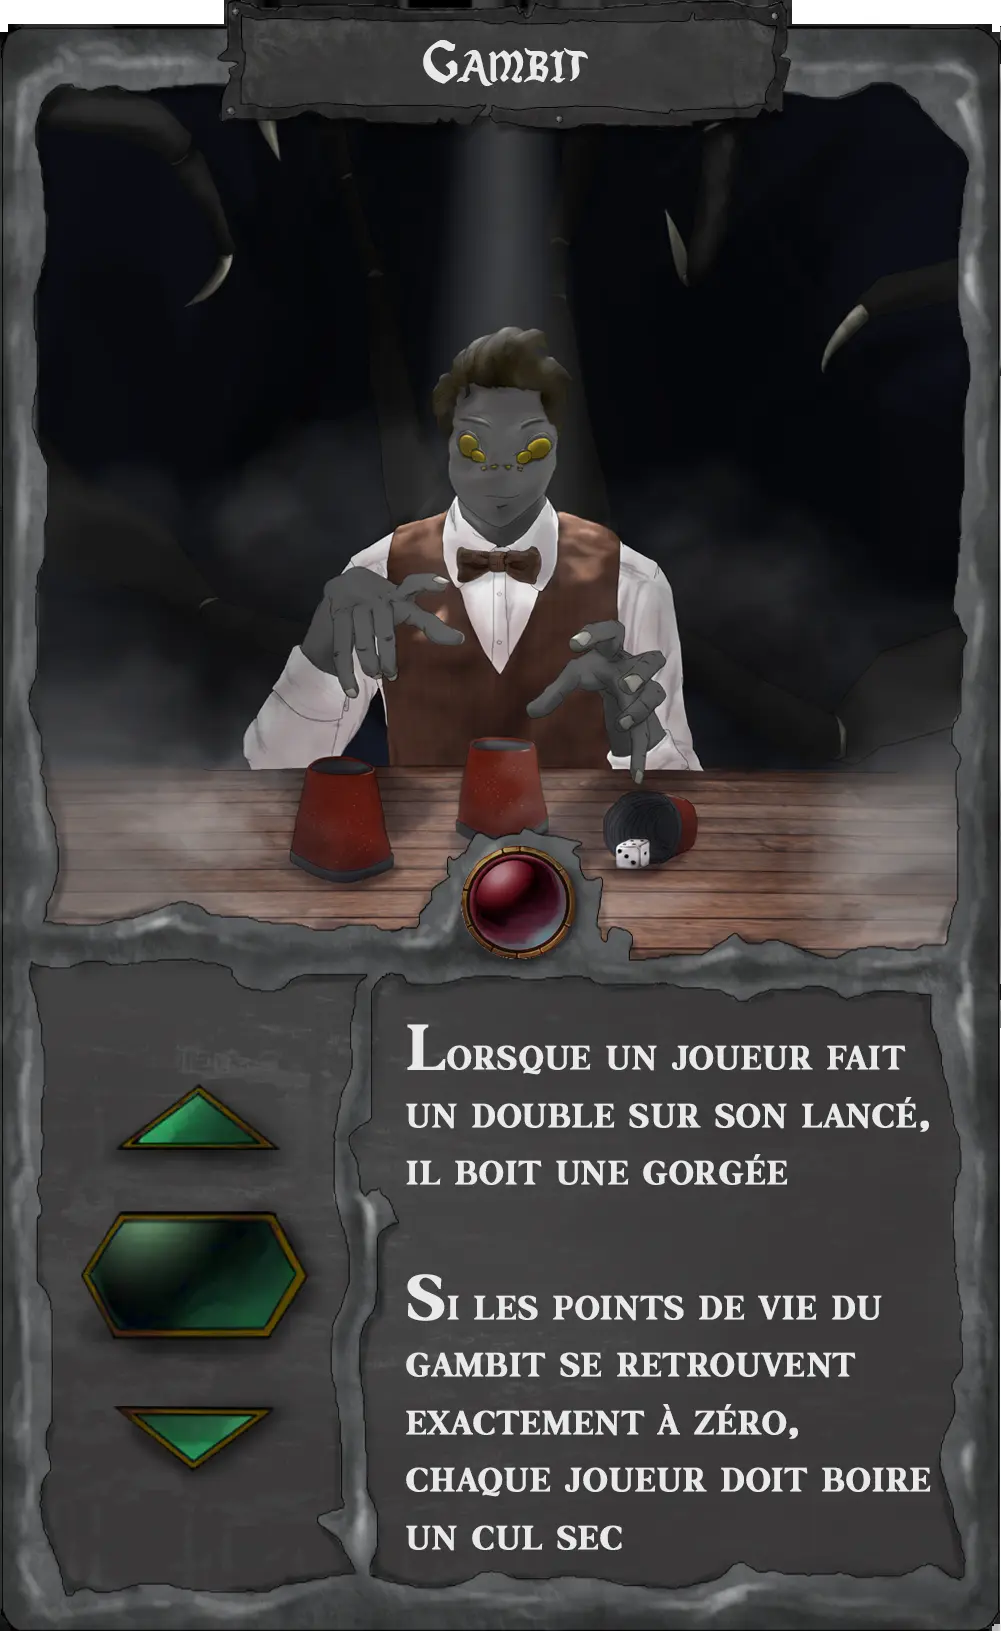 Gambit
Lorsque un joueur fait
un double sur son lancé,
il boit une gorgée
Si les points de vie du
gambit se retrouvent
exactement à zéro,
chaque joueur doit boire
un cul sec